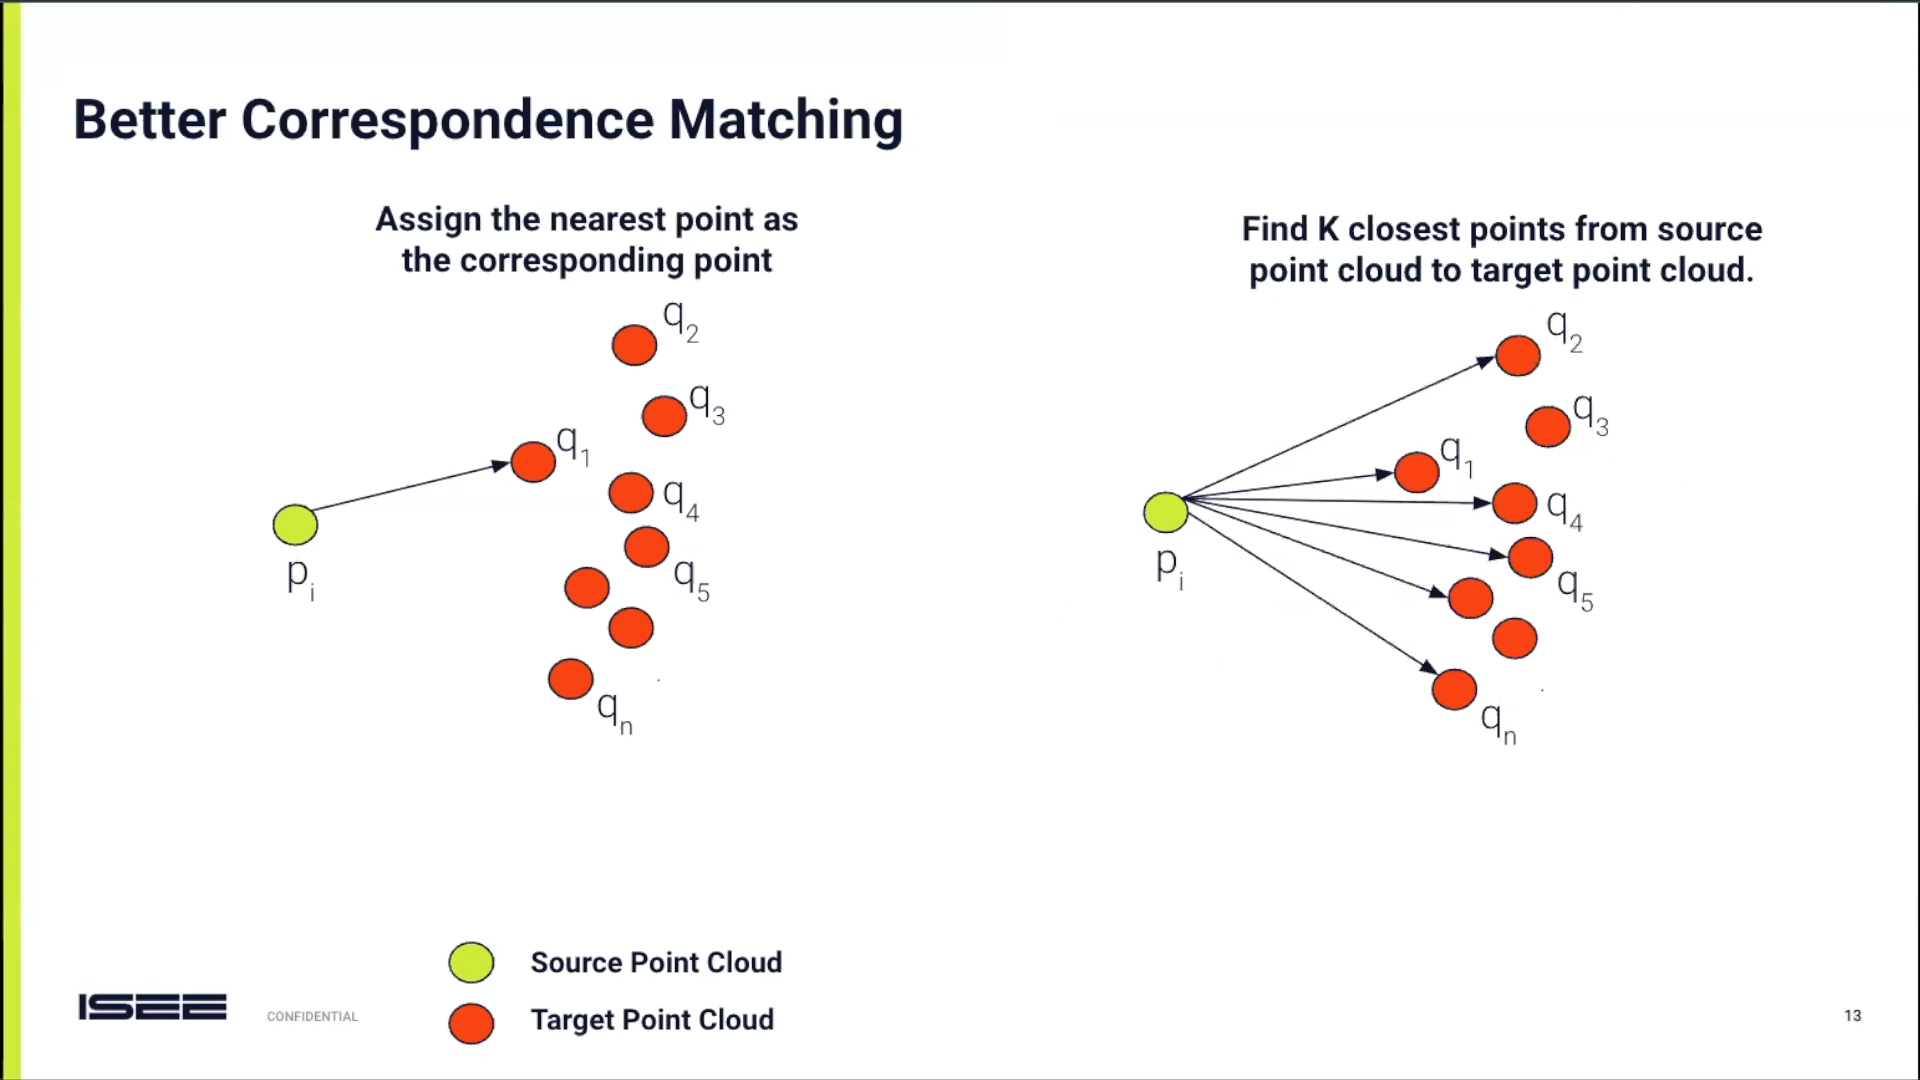 Better Correspondence Matching
Assign the nearest point as
the corresponding point
q2
q3
q1
q4
q5
pi
qn
Find K closest points from source
point cloud to target point cloud.
q2
q3
q1
q4
q5
pi
qn
Source Point Cloud
Target Point Cloud
ISEE
CONFIDENTIAL
13